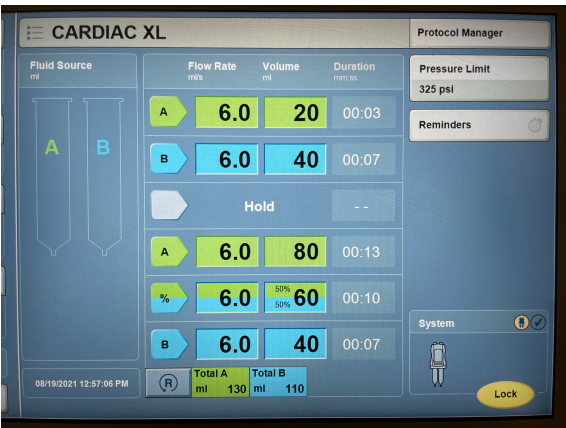 CARDIAC XL
Protocol Manager
Fluid Source
ml
Flow Rate
ml/s
Volume
ml
Duration
mm:ss
Pressure Limit
325 psi
Reminders
A
B
A 6.0 20 00:03
B 6.0 40 00:07
Hold - -
A 6.0 80 00:13
% 6.0 50% 50% 60 00:10
B 6.0 40 00:07
System
08/19/2021 12:57:06 PM
R
Total A
ml 130
Total B
ml 110
Lock